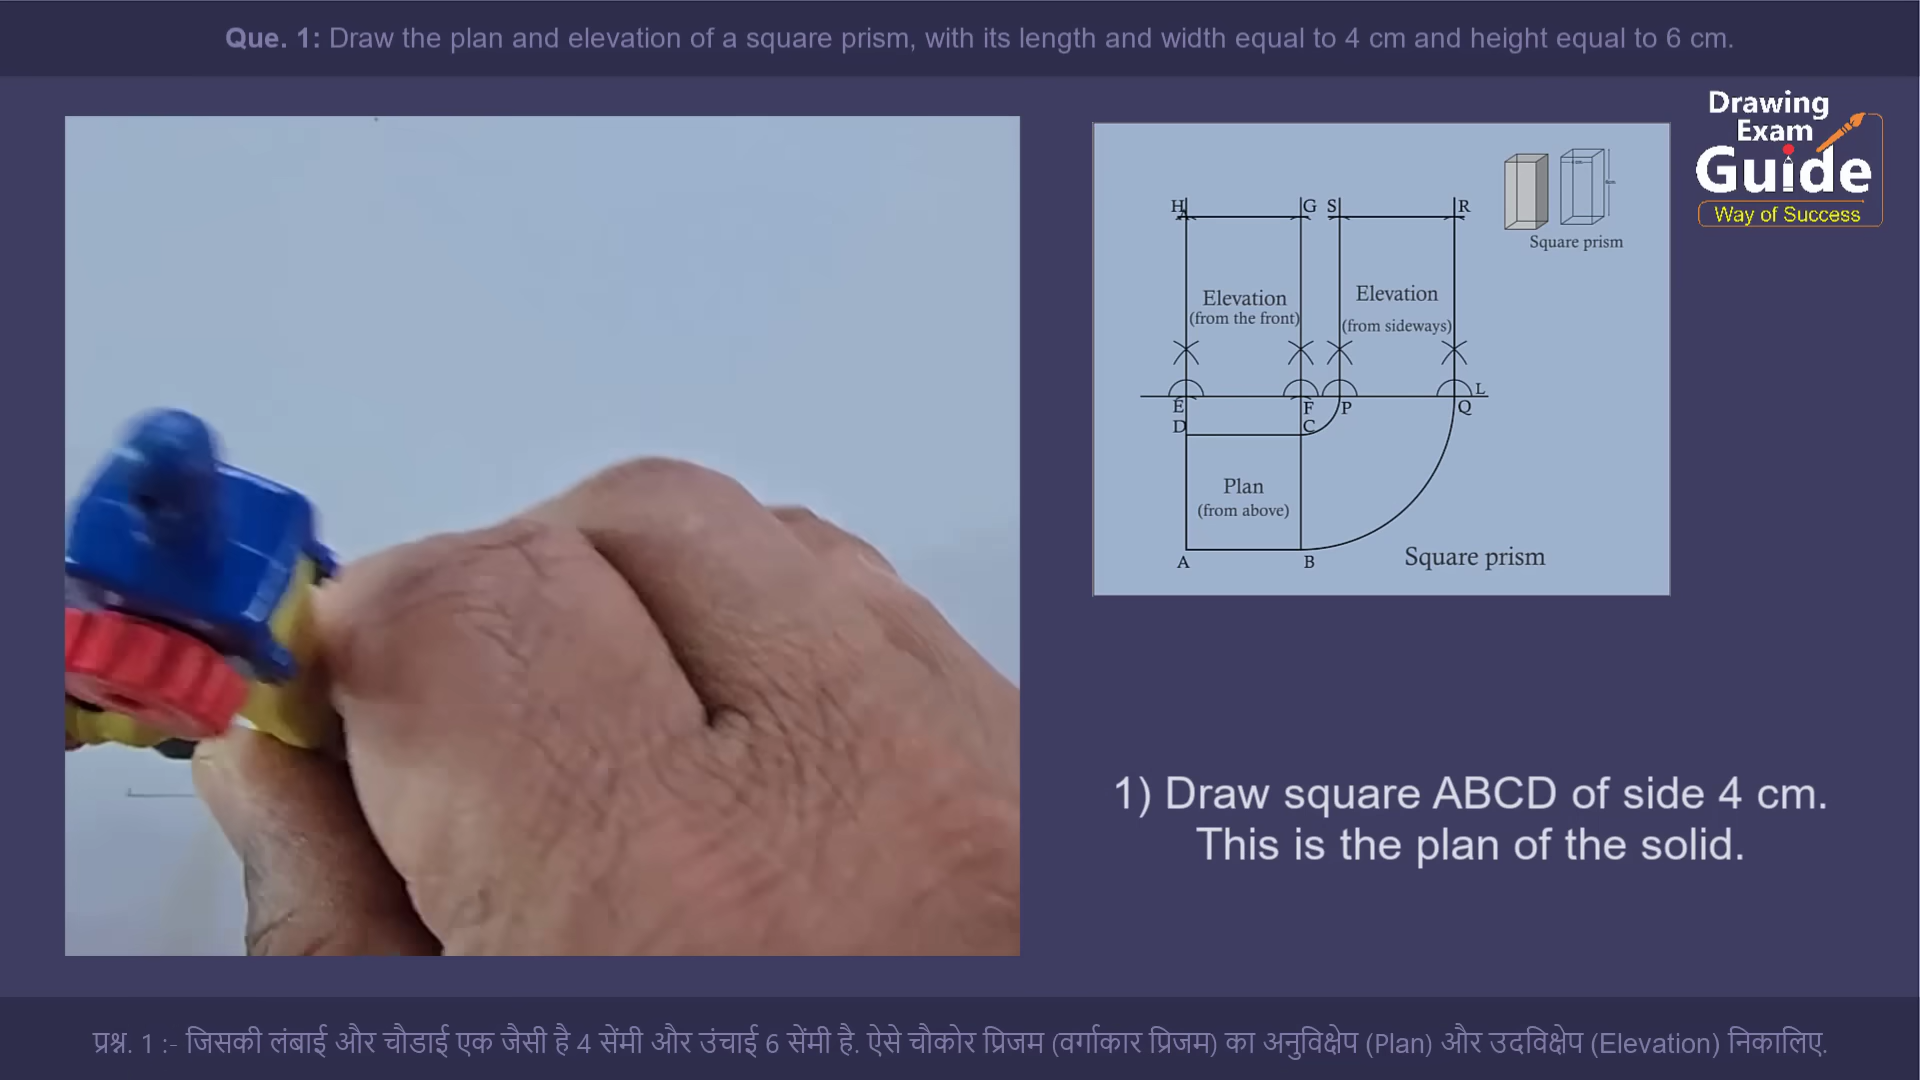 Que. 1: Draw the plan and elevation of a square prism, with its length and width equal to 4 cm and height equal to 6 cm.
Drawing
Exam
Guide
Way of Success
Square prism
H G S R
Elevation
(from the front)
Elevation
(from sideways)
L
E F P Q
D C
Plan
(from above)
A B
Square prism
1) Draw square ABCD of side 4 cm.
This is the plan of the solid.
प्रश्न. 1 :- जिसकी लंबाई और चौडाई एक जैसी है 4 सेंमी और उंचाई 6 सेंमी है. ऐसे चौकोर प्रिजम (वर्गाकार प्रिजम) का अनुविक्षेप (Plan) और उदविक्षेप (Elevation) निकालिए.